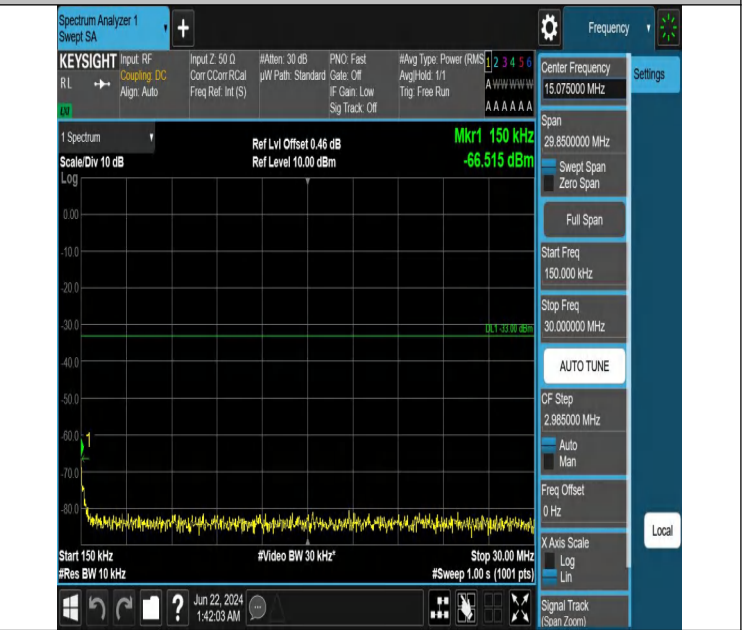 Spectrum Analyzer 1
Swept SA
+
Frequency
KEYSIGHT
RL
LXI
Input: RF
Coupling: DC
Align: Auto
Input Z: 50 Ω
Corr CCorr RCal
Freq Ref: Int (S)
#Atten: 30 dB
µW Path: Standard
PNO: Fast
Gate: Off
IF Gain: Low
Sig Track: Off
#Avg Type: Power (RMS
Avg|Hold: 1/1
Trig: Free Run
1 2 3 4 5 6
A W W W W W
A A A A A A
Center Frequency
15.075000 MHz
Settings
1 Spectrum
Scale/Div 10 dB
Log
Ref Lvl Offset 0.46 dB
Ref Level 10.00 dBm
Mkr1 150 kHz
-66.515 dBm
Span
29.8500000 MHz
Swept Span
Zero Span
Full Span
Start Freq
150.000 kHz
Stop Freq
30.000000 MHz
AUTO TUNE
CF Step
2.985000 MHz
Auto
Man
Freq Offset
0 Hz
X Axis Scale
Log
Lin
Local
Signal Track
(Span Zoom)
0.00
-10.0
-20.0
-30.0
DL1 -33.00 dBm
-40.0
-50.0
-60.0
1
-70.0
-80.0
Start 150 kHz
#Video BW 30 kHz*
Stop 30.00 MHz
#Res BW 10 kHz
#Sweep 1.00 s (1001 pts)
?
Jun 22, 2024
1:42:03 AM